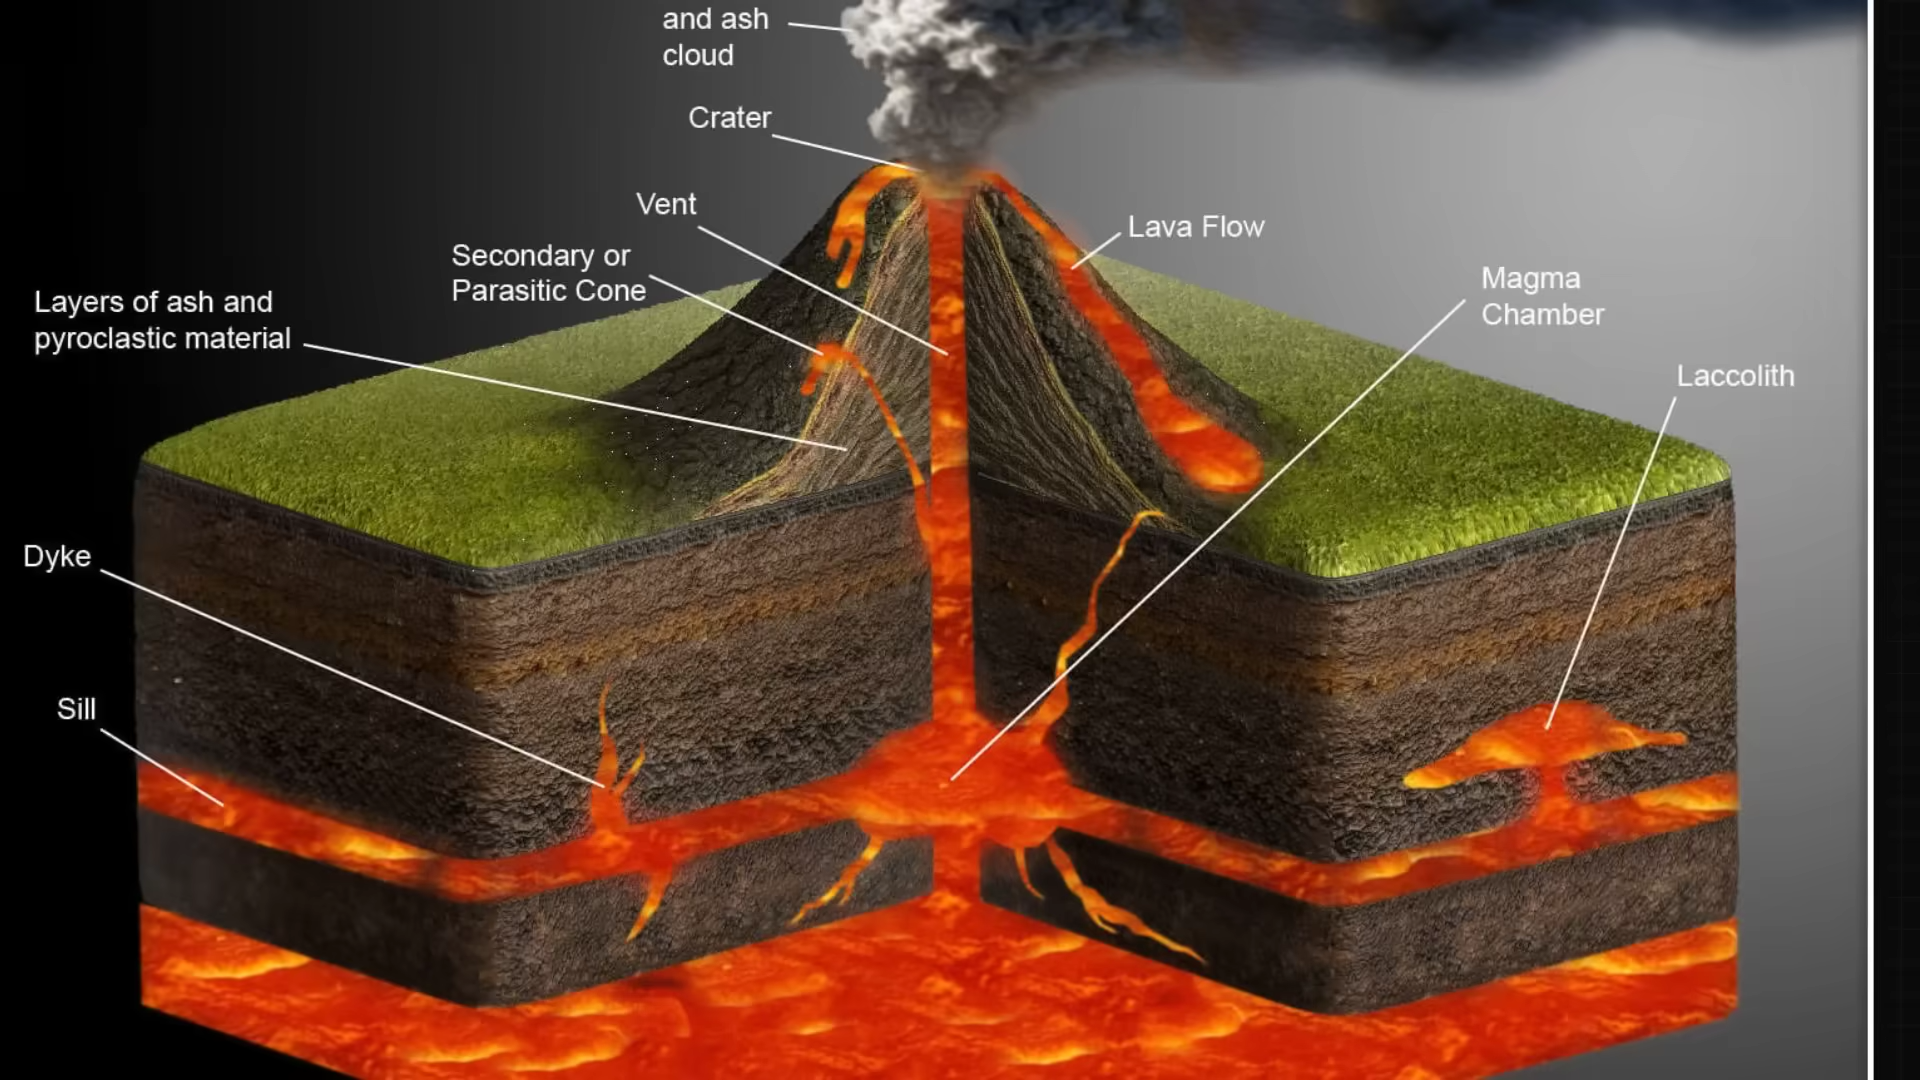 and ash
cloud
Crater
Vent
Lava Flow
Secondary or
Parasitic Cone
Magma
Chamber
Layers of ash and
pyroclastic material
Laccolith
Dyke
Sill